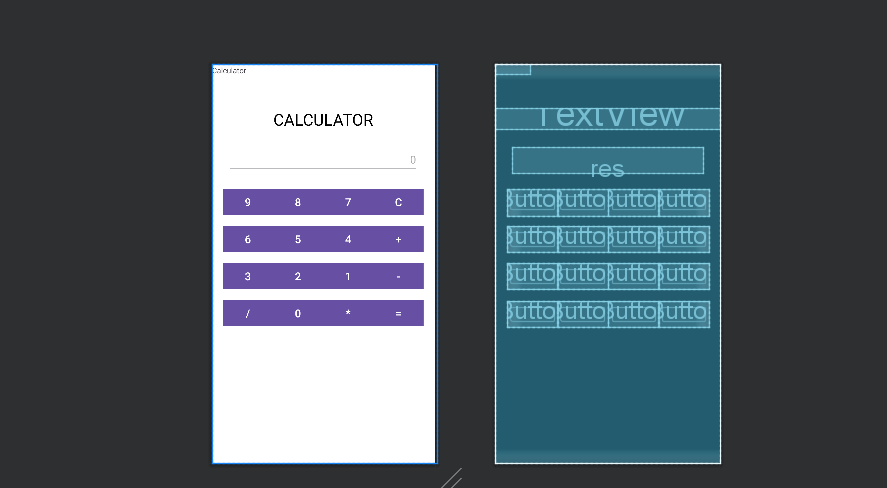 Calculator
CALCULATOR
0
9 8 7 C
6 5 4 +
3 2 1 -
/ 0 * =
TextView
res
Butto Butto Butto Butto
Butto Butto Butto Butto
Butto Butto Butto Butto
Butto Butto Butto Butto